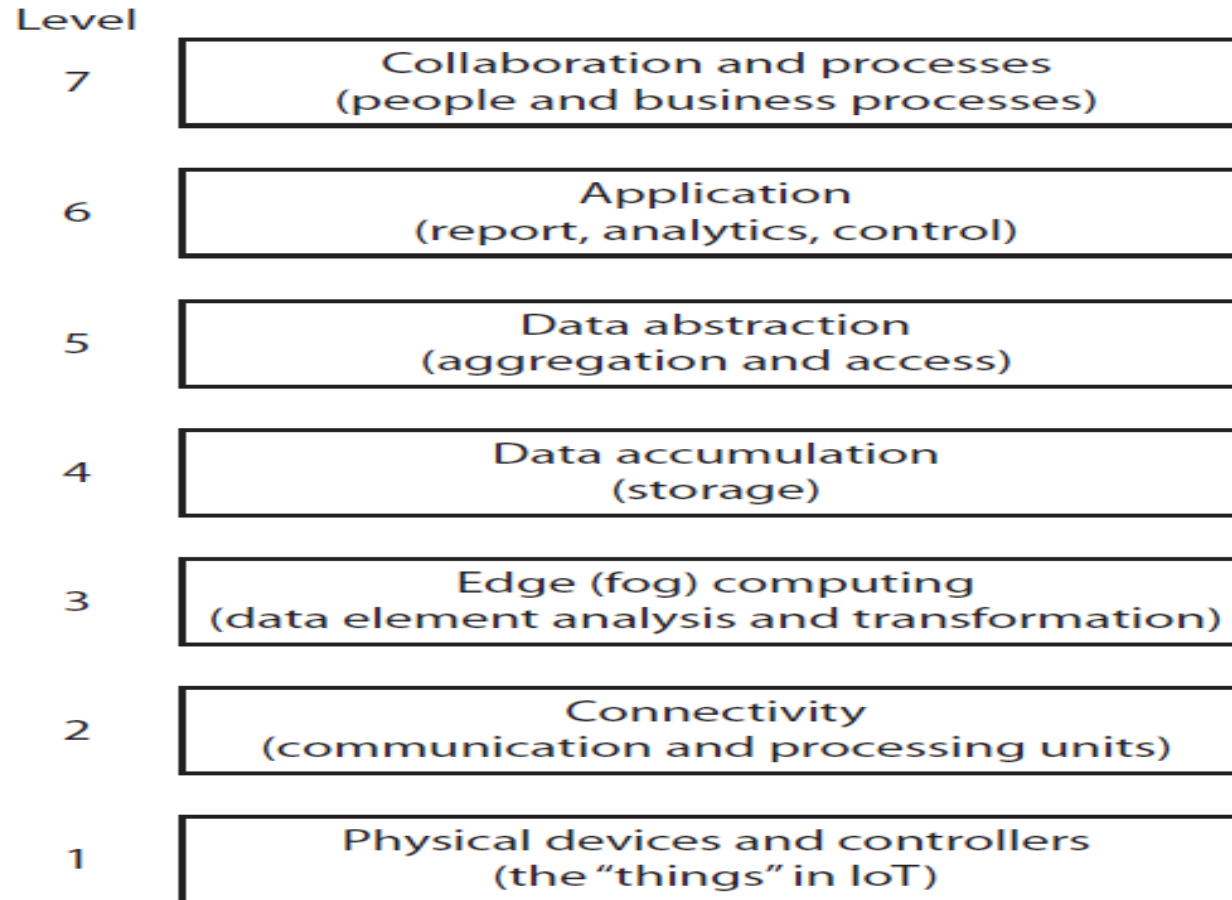 Level
7
Collaboration and processes
(people and business processes)
6
Application
(report, analytics, control)
5
Data abstraction
(aggregation and access)
4
Data accumulation
(storage)
3
Edge (fog) computing
(data element analysis and transformation)
2
Connectivity
(communication and processing units)
1
Physical devices and controllers
(the “things” in IoT)